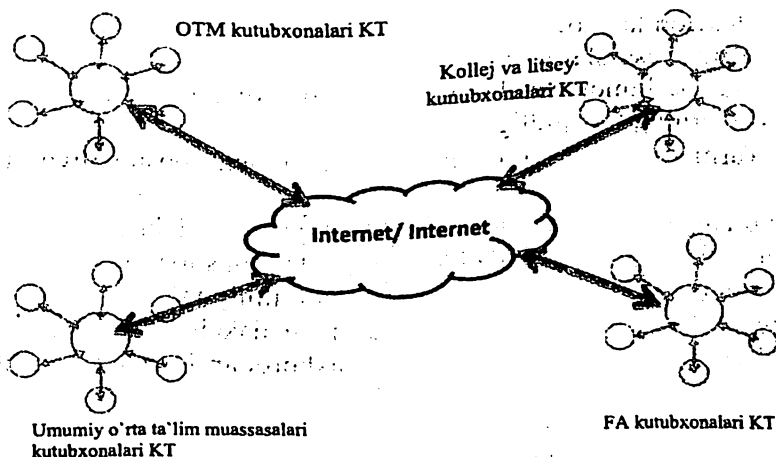 OTM kutubxonalari KT
Kollej va litsey
kunubxonalari KT
Internet/ Internet
Umumiy o`rta ta`lim muassasalari
kutubxonalari KT
FA kutubxonalari KT